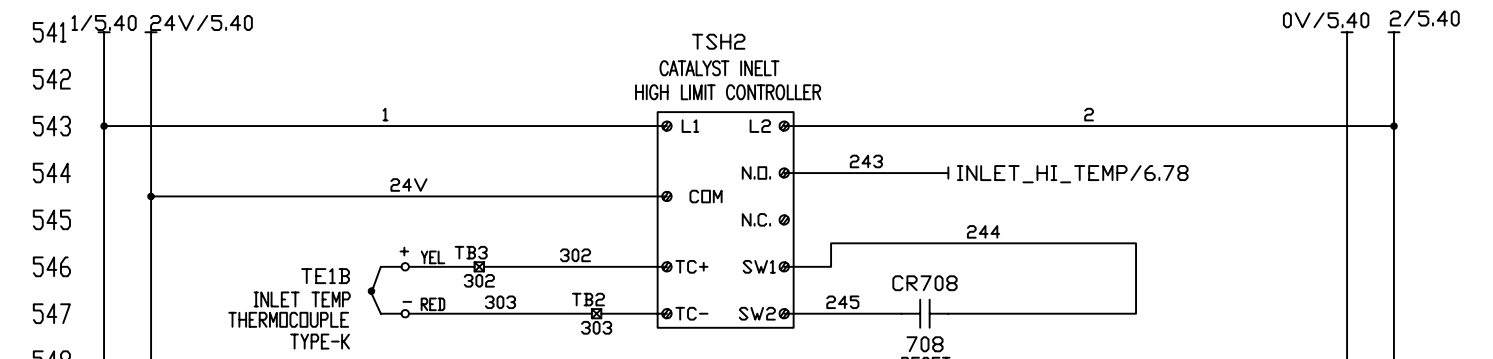 541 1/5.40 24V/5.40 0V/5.40 2/5.40
TSH2
542 CATALYST INELT
HIGH LIMIT CONTROLLER
543 1 L1 L2 2
544 N.O. 243 INLET_HI_TEMP/6.78
24V COM
545 N.C.
244
546 + YEL TB3 302 TC+ SW1
302
TE1B
CR708
INLET TEMP
547 - RED 303 TB2 TC- SW2 245
THERMOCOUPLE 303
TYPE-K 708